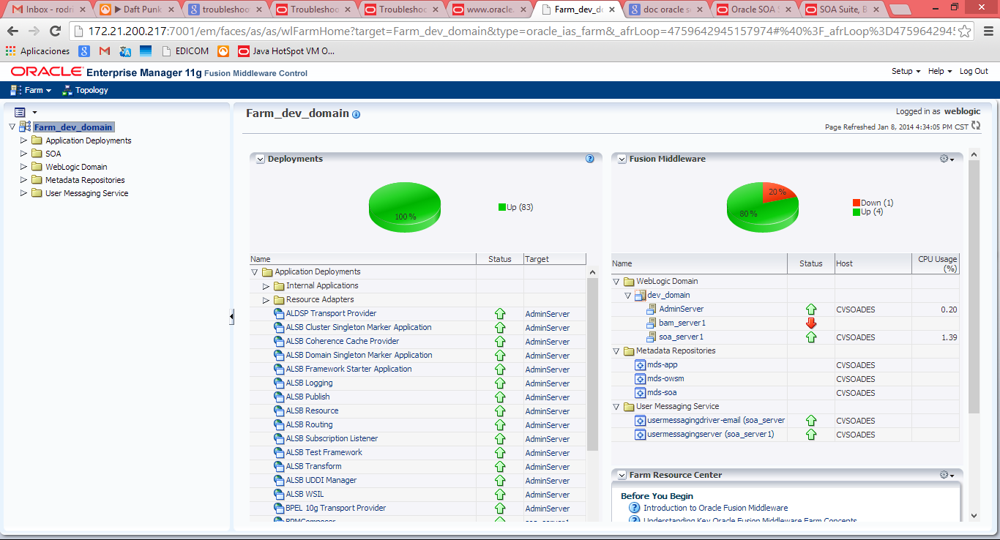 Inbox - rodri
▶ Daft Punk
troubleshoo
Troubleshoo
Troubleshoo
www.oracle.
Farm_dev_do
doc oracle so
Oracle SOA S
SOA Suite, B
172.21.200.217:7001/em/faces/as/as/wlFarmHome?target=Farm_dev_domain&type=oracle_ias_farm&_afrLoop=4759642945157974#%40%3F_afrLoop%3D475964294
Aplicaciones
EDICOM
Java HotSpot VM O...
ORACLE Enterprise Manager 11g Fusion Middleware Control
Setup Help Log Out
Farm Topology
Farm_dev_domain
Application Deployments
SOA
WebLogic Domain
Metadata Repositories
User Messaging Service
Farm_dev_domain
Logged in as weblogic
Page Refreshed Jan 8, 2014 4:34:05 PM CST
Deployments
100%
Up (83)
Name Status Target
Application Deployments
Internal Applications
Resource Adapters
ALDSP Transport Provider AdminServer
ALSB Cluster Singleton Marker Application AdminServer
ALSB Coherence Cache Provider AdminServer
ALSB Domain Singleton Marker Application AdminServer
ALSB Framework Starter Application AdminServer
ALSB Logging AdminServer
ALSB Publish AdminServer
ALSB Resource AdminServer
ALSB Routing AdminServer
ALSB Subscription Listener AdminServer
ALSB Test Framework AdminServer
ALSB Transform AdminServer
ALSB UDDI Manager AdminServer
ALSB WSIL AdminServer
BPEL 10g Transport Provider AdminServer
BPMComposer soa_server1
Fusion Middleware
20%
80%
Down (1)
Up (4)
Name Status Host CPU Usage (%)
WebLogic Domain
dev_domain
AdminServer CVSOADES 0.20
bam_server1
soa_server1 CVSOADES 1.39
Metadata Repositories
mds-app CVSOADES
mds-owsm CVSOADES
mds-soa CVSOADES
User Messaging Service
usermessagingdriver-email (soa_server CVSOADES
usermessagingserver (soa_server1) CVSOADES
Farm Resource Center
Before You Begin
Introduction to Oracle Fusion Middleware
Understanding Key Oracle Fusion Middleware Farm Concepts